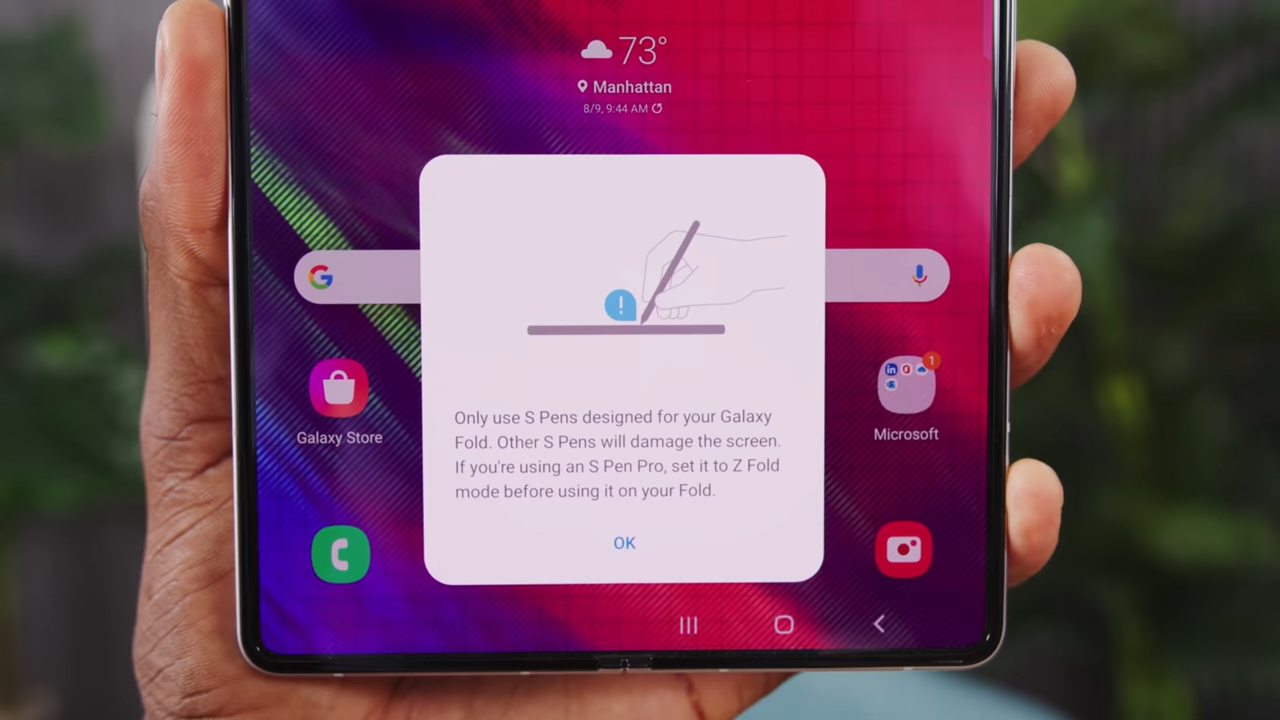 73°
Manhattan
8/9, 9:44 AM
G
!
Only use S Pens designed for your Galaxy
Fold. Other S Pens will damage the screen.
If you're using an S Pen Pro, set it to Z Fold
mode before using it on your Fold.
OK
Galaxy Store
1
in
Microsoft